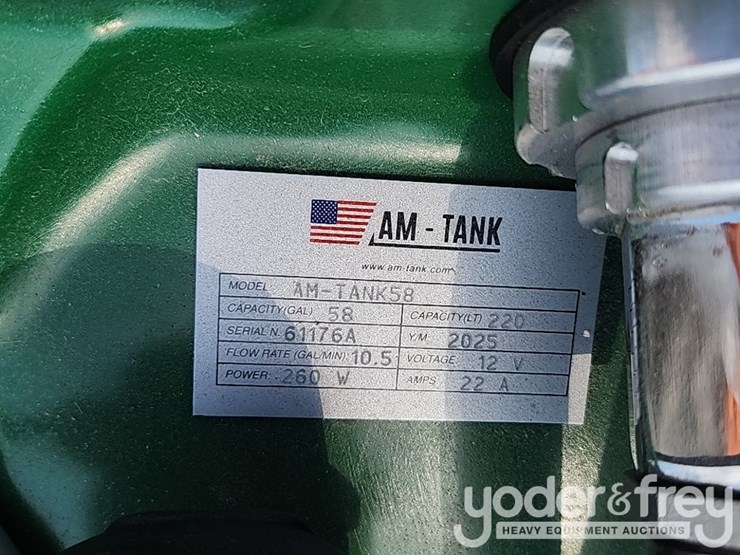 AM - TANK
www.am-tank.com
MODEL AM-TANK58
CAPACITY(GAL) 58 CAPACITY(LT) 220
SERIAL N. 61176A Y/M: 2025
FLOW RATE (GAL/MIN): 10.5 VOLTAGE: 12 V
POWER: 260 W AMPS 22 A
yoder&frey
HEAVY EQUIPMENT AUCTIONS